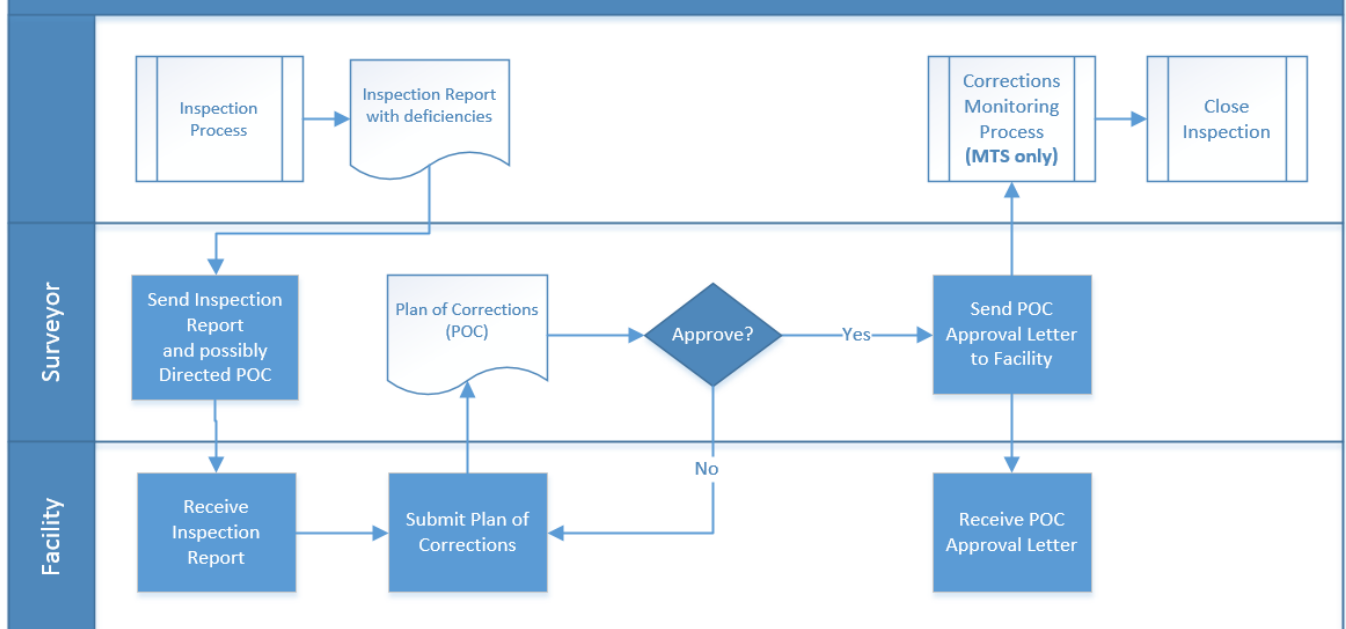 Inspection
Process
Inspection Report
with deficiencies
Corrections
Monitoring
Process
(MTS only)
Close
Inspection
Surveyor
Send Inspection
Report
and possibly
Directed POC
Plan of Corrections
(POC)
Approve?
Yes
Send POC
Approval Letter
to Facility
No
Facility
Receive
Inspection
Report
Submit Plan of
Corrections
Receive POC
Approval Letter